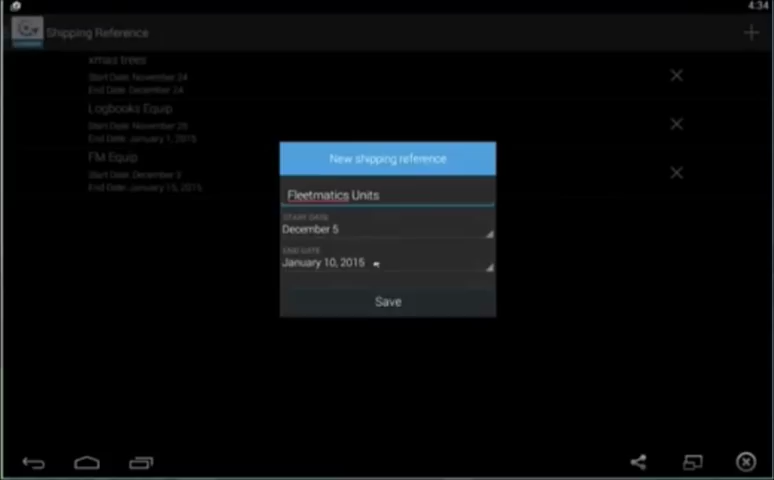 4:34
Shipping Reference
xmas trees
Start Date: November 24
End Date: December 24
Logbooks Equip
Start Date: November 25
End Date: January 1, 2015
FM Equip
Start Date: December 3
End Date: January 15, 2015
New shipping reference
Fleetmatics Units
START DATE
December 5
END DATE
January 10, 2015
Save